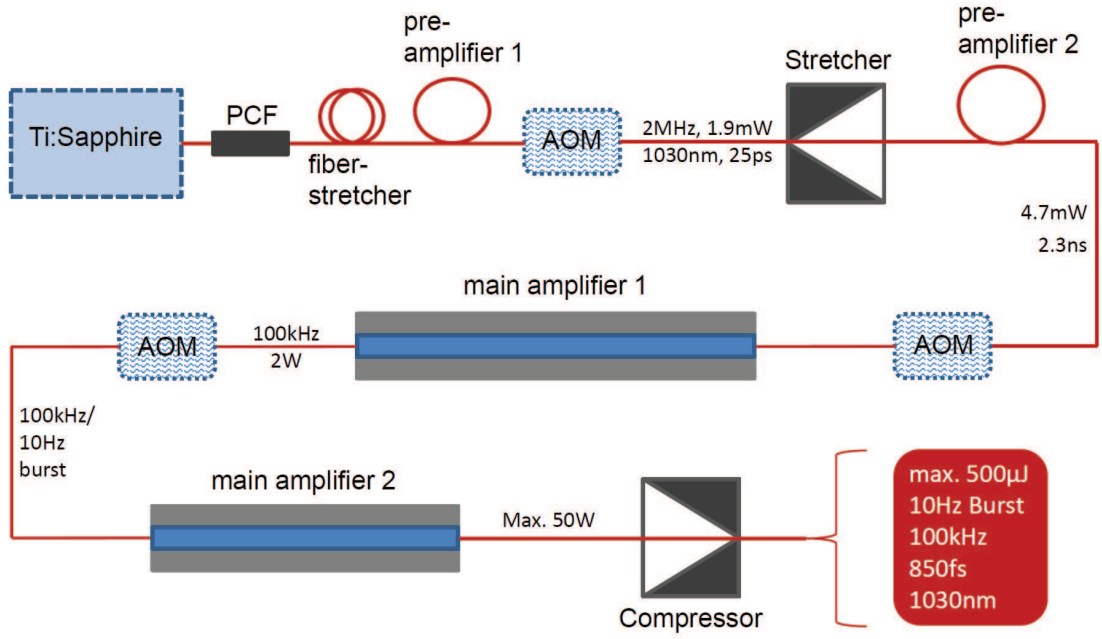 pre-
amplifier 1
pre-
amplifier 2
Stretcher
Ti:Sapphire
PCF
AOM
2MHz, 1.9mW
1030nm, 25ps
fiber-
stretcher
4.7mW
2.3ns
main amplifier 1
AOM
100kHz
2W
AOM
100kHz/
10Hz
burst
main amplifier 2
Max. 50W
Compressor
max. 500µJ
10Hz Burst
100kHz
850fs
1030nm